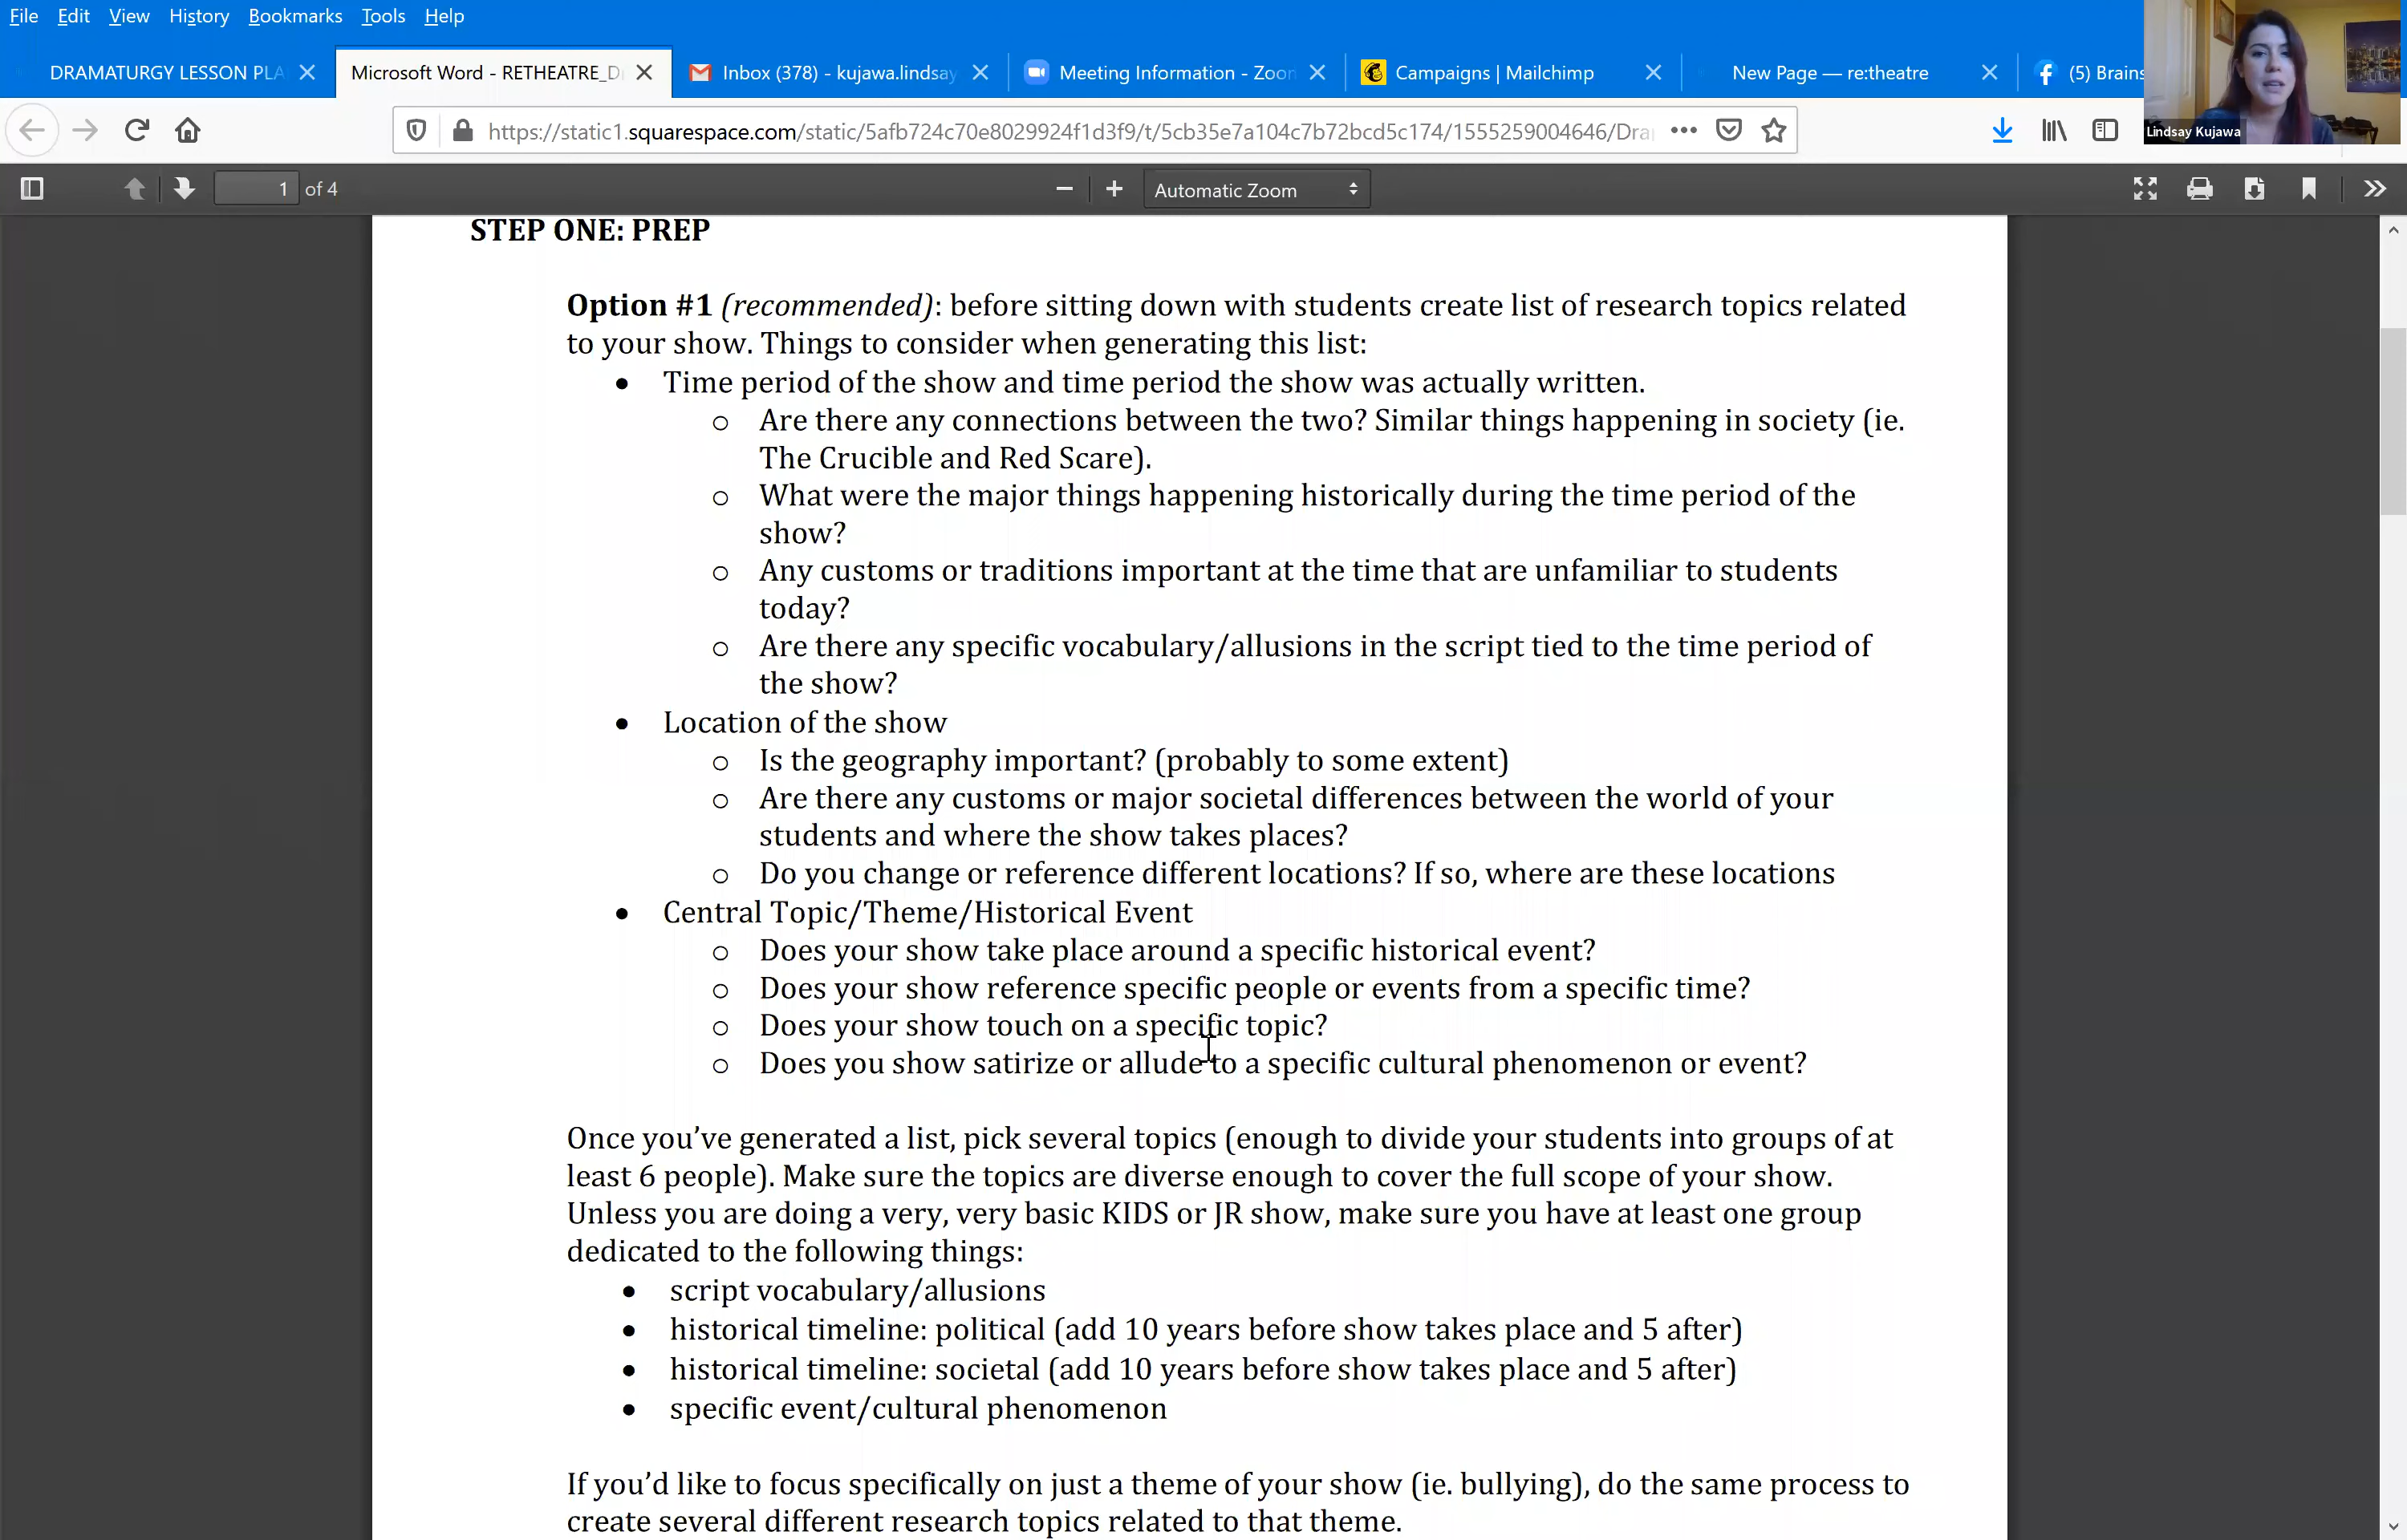 File Edit View History Bookmarks Tools Help
DRAMATURGY LESSON PLA
Microsoft Word - RETHEATRE_D
Inbox (378) - kujawa.lindsay
Meeting Information - Zoo
Campaigns | Mailchimp
New Page — re:theatre
(5) Brains
https://static1.squarespace.com/static/5afb724c70e8029924f1d3f9/t/5cb35e7a104c7b72bcd5c174/1555259004646/Dra
Lindsay Kujawa
1 of 4
Automatic Zoom
STEP ONE: PREP
Option #1 (recommended): before sitting down with students create list of research topics related
to your show. Things to consider when generating this list:
• Time period of the show and time period the show was actually written.
o Are there any connections between the two? Similar things happening in society (ie.
The Crucible and Red Scare).
o What were the major things happening historically during the time period of the
show?
o Any customs or traditions important at the time that are unfamiliar to students
today?
o Are there any specific vocabulary/allusions in the script tied to the time period of
the show?
• Location of the show
o Is the geography important? (probably to some extent)
o Are there any customs or major societal differences between the world of your
students and where the show takes places?
o Do you change or reference different locations? If so, where are these locations
• Central Topic/Theme/Historical Event
o Does your show take place around a specific historical event?
o Does your show reference specific people or events from a specific time?
o Does your show touch on a specific topic?
o Does you show satirize or allude to a specific cultural phenomenon or event?
Once you’ve generated a list, pick several topics (enough to divide your students into groups of at
least 6 people). Make sure the topics are diverse enough to cover the full scope of your show.
Unless you are doing a very, very basic KIDS or JR show, make sure you have at least one group
dedicated to the following things:
• script vocabulary/allusions
• historical timeline: political (add 10 years before show takes place and 5 after)
• historical timeline: societal (add 10 years before show takes place and 5 after)
• specific event/cultural phenomenon
If you’d like to focus specifically on just a theme of your show (ie. bullying), do the same process to
create several different research topics related to that theme.